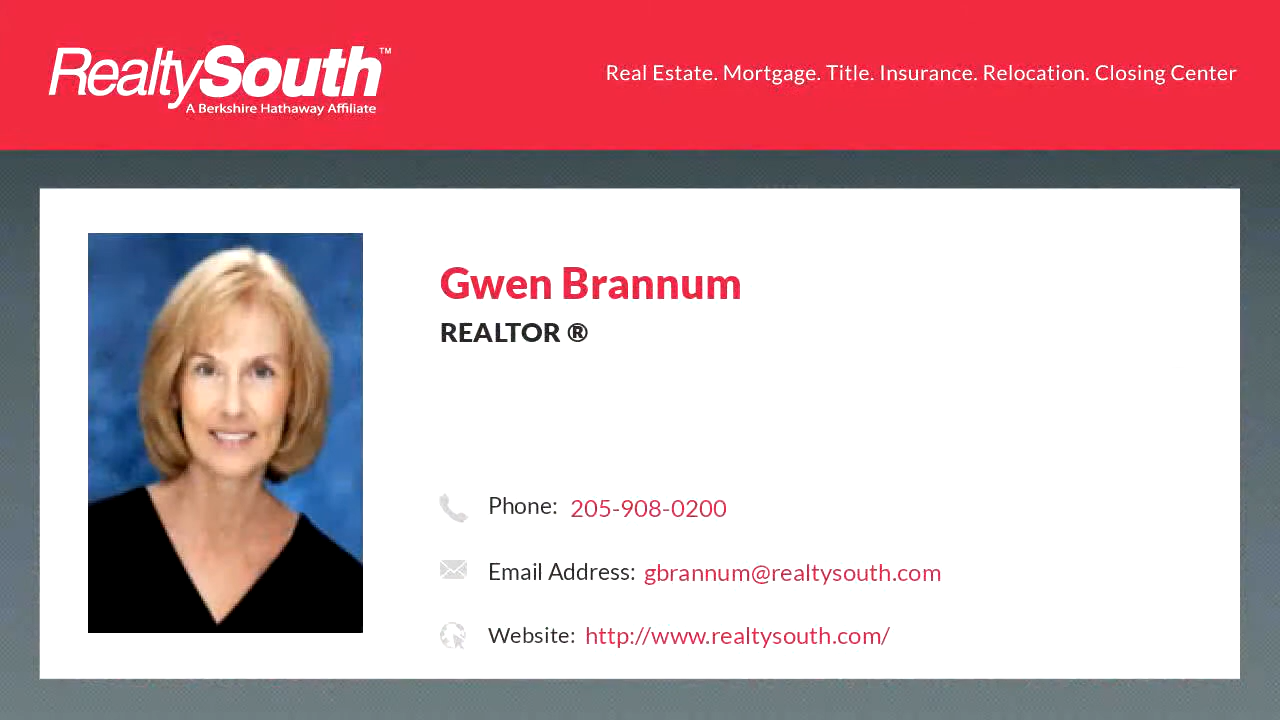 RealtySouth™
A Berkshire Hathaway Affiliate
Real Estate. Mortgage. Title. Insurance. Relocation. Closing Center
Gwen Brannum
REALTOR ®
Phone: 205-908-0200
Email Address: gbrannum@realtysouth.com
Website: http://www.realtysouth.com/